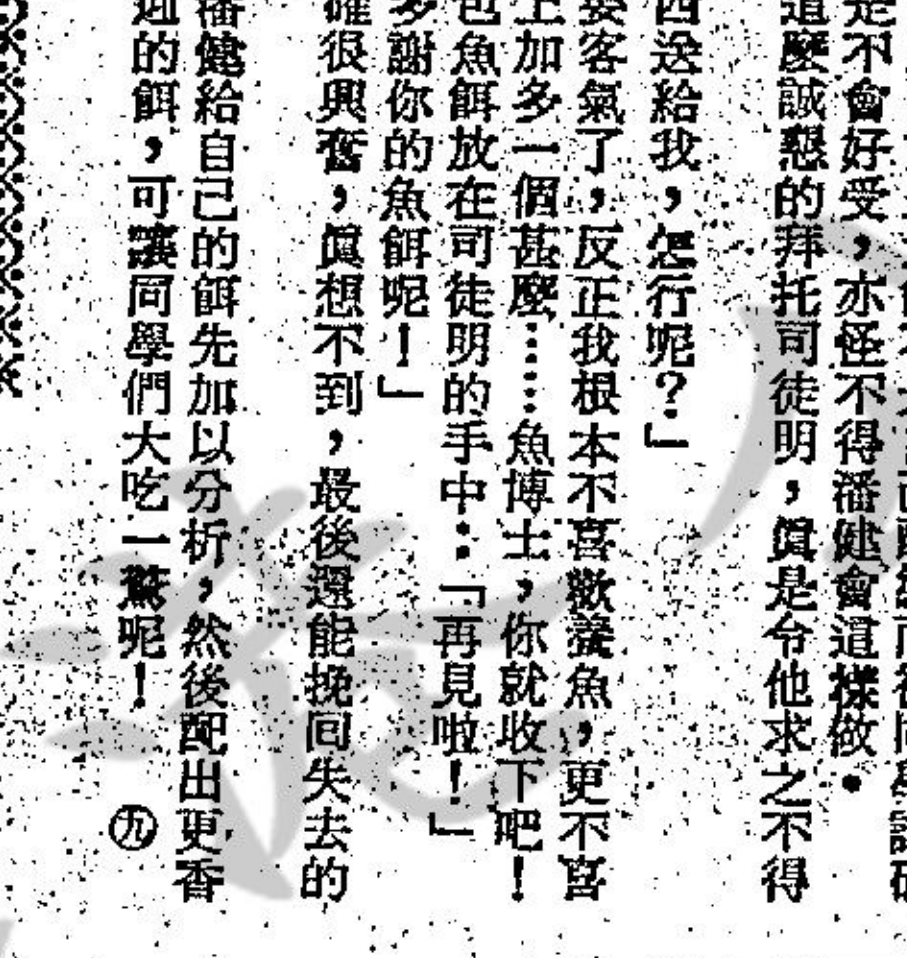 是不會好受，亦怪不得潘健會這樣做。
這麼誠懇的拜托司徒明，眞是令他求之不得
西送給我，怎行呢？」
要客氣了，反正我根本不喜歡養魚，更不喜
上加多一個甚麼……魚博士，你就收下吧！
包魚餌放在司徒明的手中：「再見啦！」
多謝你的魚餌呢！」
確很興奮，眞想不到，最後還能挽回失去的
潘健給自己的餌先加以分析，然後配出更香
的餌，可讓同學們大吃一驚呢！　㊈